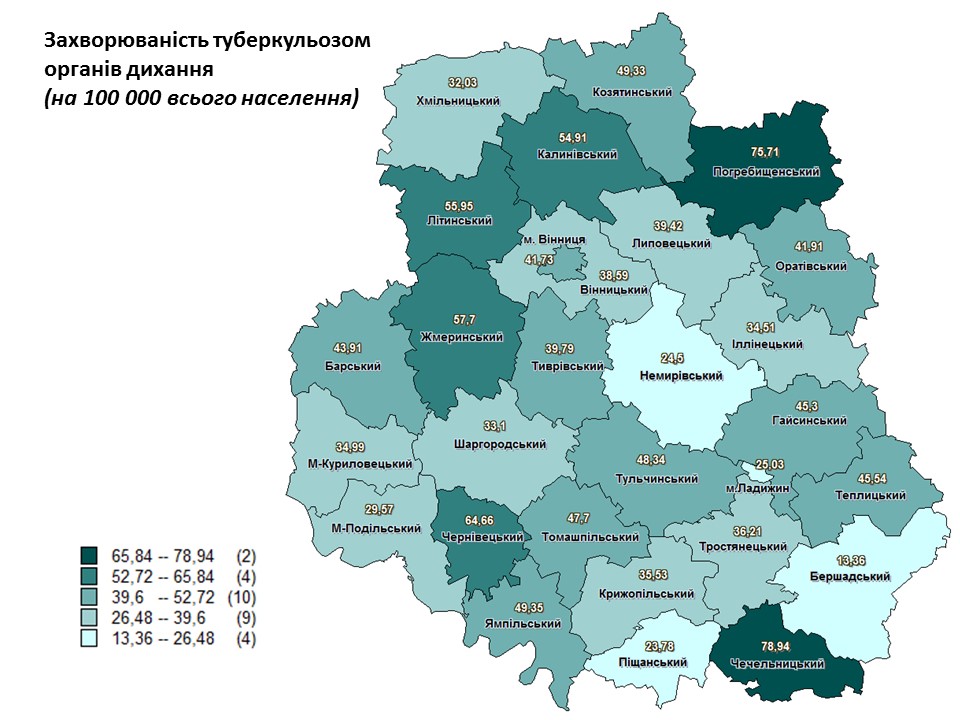 Захворюваність туберкульозом
органів дихання
(на 100 000 всього населення)
32,03
Хмільницький
49,33
Козятинський
54,91
Калинівський
75,71
Погребищенський
55,95
Літинський
39,42
Липовецький
м. Вінниця
41,73
41,91
Оратівський
38,59
Вінницький
57,7
Жмеринський
34,51
Іллінецький
43,91
Барський
39,79
Тиврівський
24,5
Немирівський
45,3
Гайсинський
33,1
Шаргородський
34,99
М-Куриловецький
48,34
Тульчинський
25,03
м.Ладижин
45,54
Теплицький
29,57
М-Подільський
64,66
Чернівецький
47,7
Томашпільський
36,21
Тростянецький
13,36
Бершадський
35,53
Крижопільський
49,35
Ямпільський
23,78
Піщанський
78,94
Чечельницький
65,84 -- 78,94 (2)
52,72 -- 65,84 (4)
39,6 -- 52,72 (10)
26,48 -- 39,6 (9)
13,36 -- 26,48 (4)